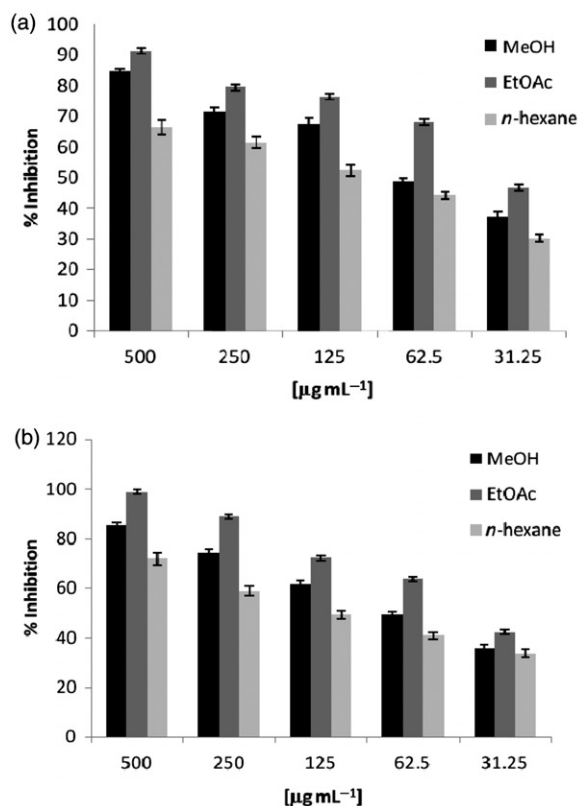 (a)
100
90
80
70
60
50
40
30
20
10
0
% Inhibition
MeOH
EtOAc
n-hexane
500 250 125 62.5 31.25
[µg mL⁻¹]
(b)
120
100
80
60
40
20
0
% Inhibition
MeOH
EtOAc
n-hexane
500 250 125 62.5 31.25
[µg mL⁻¹]